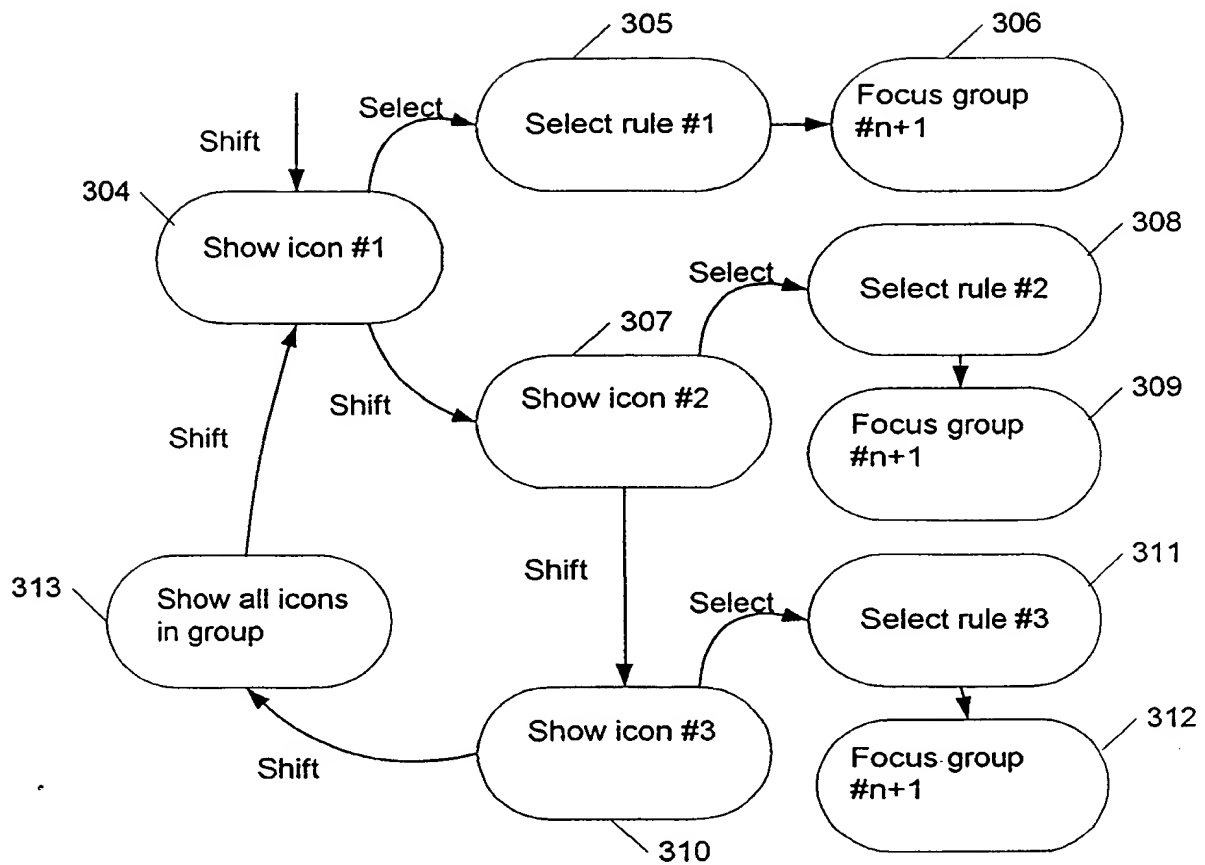 305
306
Select
Select rule #1
Focus group
#n+1
Shift
304
Show icon #1
308
Select
Select rule #2
307
Show icon #2
Shift
309
Focus group
#n+1
Shift
311
Shift
313
Show all icons
in group
Select
Select rule #3
312
Show icon #3
Focus group
#n+1
Shift
310